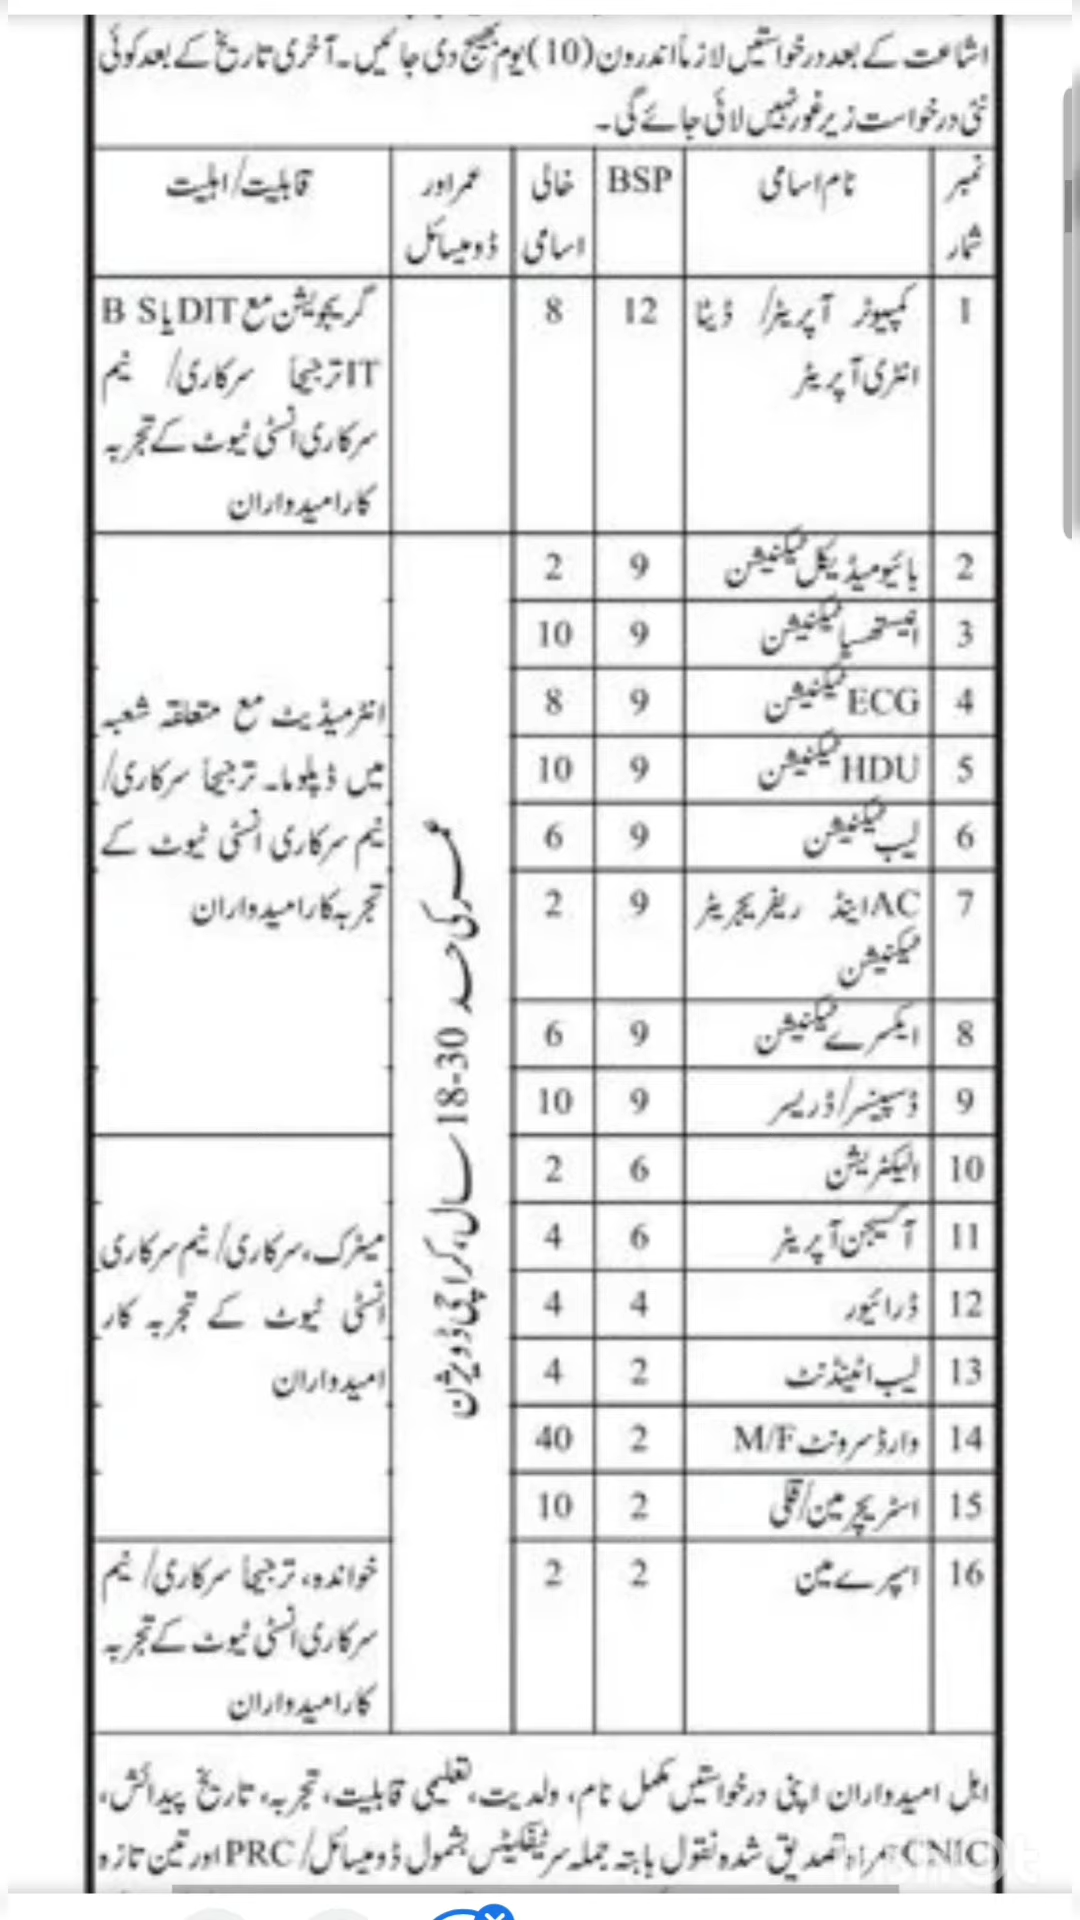 اشاعت کے بعد درخواستیں لازماً اندرون (10) یوم بھیج دی جائیں۔ آخری تاریخ کے بعد کوئی
نئی درخواست زیر غور نہیں لائی جائے گی۔
نمبر شمار نام اسامی BSP خالی اسامی عمر اور ڈومیسائل قابلیت/اہلیت
1 کمپیوٹر آپریٹر/ ڈیٹا 12 8 گریجویشن مع DIT یا B S
انٹری آپریٹر IT ترجیحاً سرکاری/ نیم
سرکاری انسٹی ٹیوٹ کے تجربہ
کار امیدواران
2 بائیومیڈیکل ٹیکنیشن 9 2
3 انیستھسیا ٹیکنیشن 9 10
4 ECG ٹیکنیشن 9 8 انٹرمیڈیٹ مع متعلقہ شعبہ
5 HDU ٹیکنیشن 9 10 میں ڈپلوما۔ ترجیحاً سرکاری/
6 لیب ٹیکنیشن 9 6 نیم سرکاری انسٹی ٹیوٹ کے
7 AC اینڈ ریفریجریٹر 9 2 تجربہ کار امیدواران
ٹیکنیشن
8 ایکسرے ٹیکنیشن 9 6
9 ڈسپینسر/ڈریسر 9 10
عمر کی حد 18-30 سال، کراچی ڈویژن
10 الیکٹریشن 6 2
11 آکسیجن آپریٹر 6 4 میٹرک، سرکاری/ نیم سرکاری
12 ڈرائیور 4 4 انسٹی ٹیوٹ کے تجربہ کار
13 لیب اٹینڈنٹ 2 4 امیدواران
14 وارڈ سرونٹ M/F 2 40
15 اسٹریچر مین/قلی 2 10
16 اسپرے مین 2 2 خواندہ، ترجیحاً سرکاری/ نیم
سرکاری انسٹی ٹیوٹ کے تجربہ
کار امیدواران
اہل امیدواران اپنی درخواستیں مکمل نام، ولدیت، تعلیمی قابلیت، تجربہ، تاریخ پیدائش،
CNIC ہمراہ تصدیق شدہ نقول بابتہ جملہ سرٹیفکیٹس بشمول ڈومیسائل/PRC اور تین تازہ